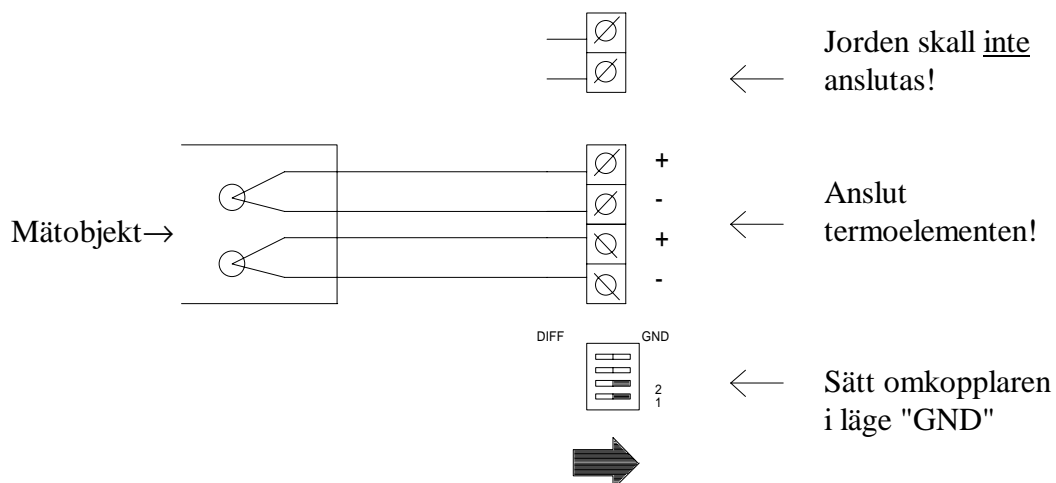 Jorden skall inte
anslutas!
+
-
+
-
Mätobjekt→
Anslut
termoelementen!
DIFF
GND
2
1
Sätt omkopplaren
i läge "GND"